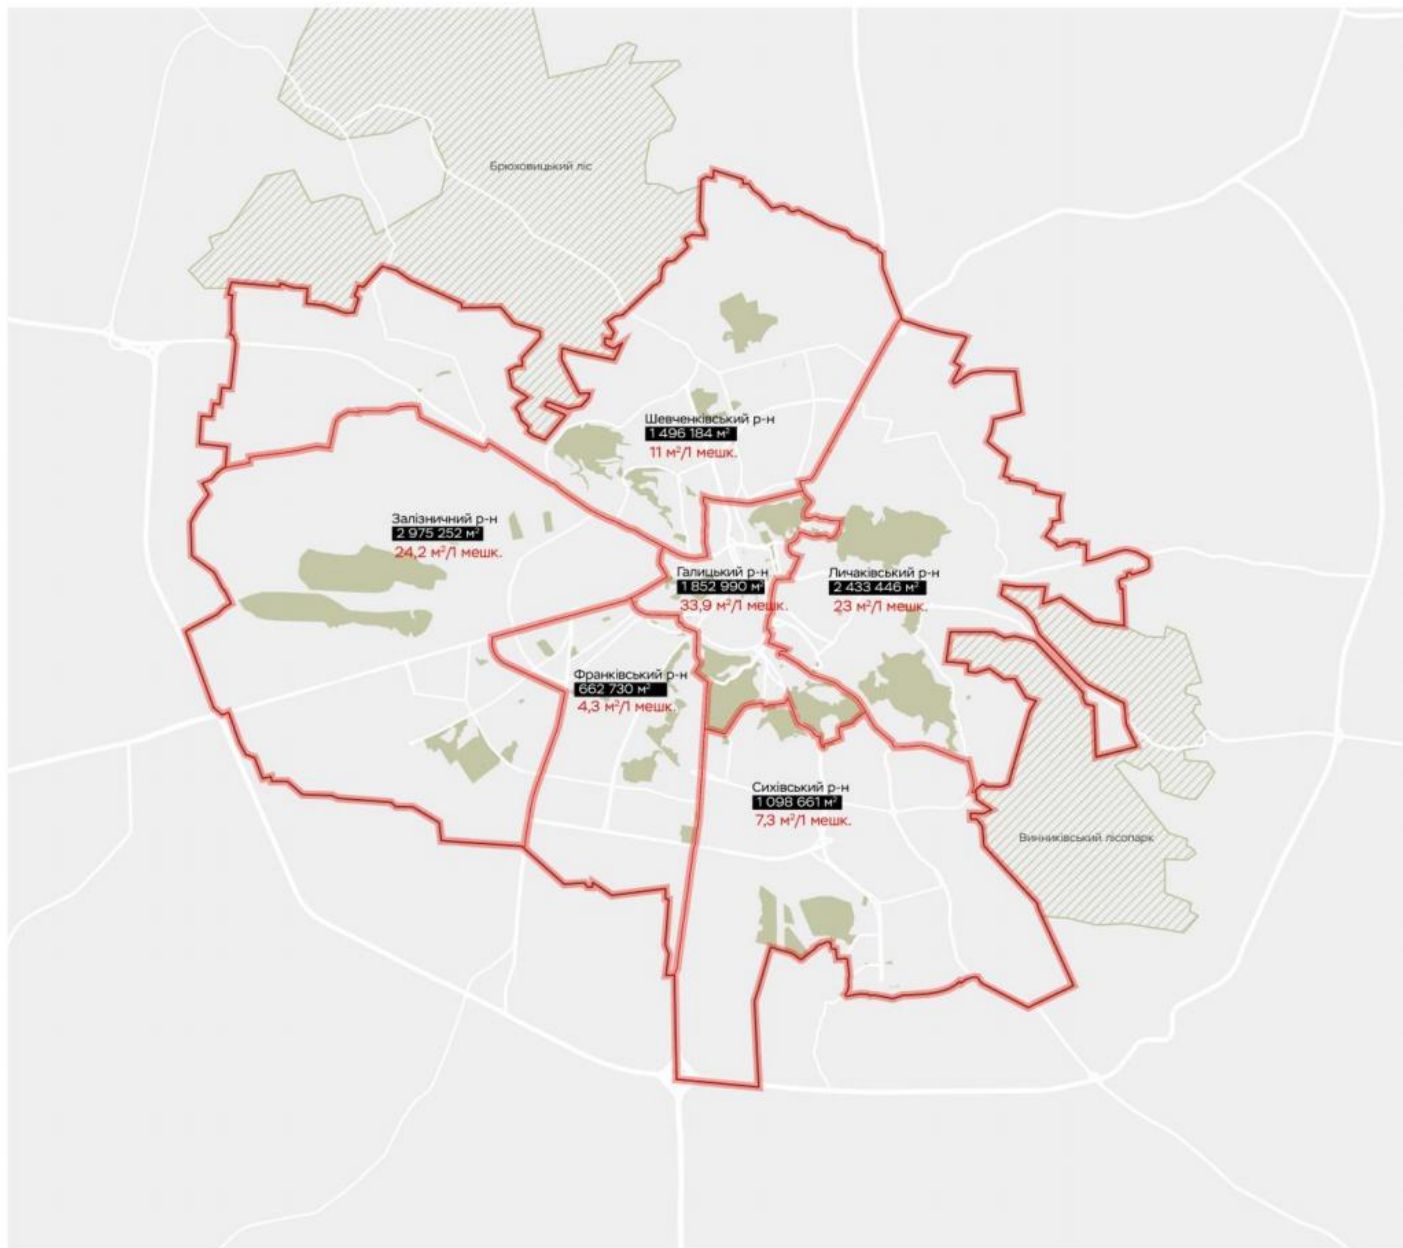 Брюховицький ліс
Шевченківський р-н
1 496 184 м²
11 м²/1 мешк.
Залізничний р-н
2 975 252 м²
24,2 м²/1 мешк.
Галицький р-н
1 852 990 м²
33,9 м²/1 мешк.
Личаківський р-н
2 433 446 м²
23 м²/1 мешк.
Франківський р-н
662 730 м²
4,3 м²/1 мешк.
Сихівський р-н
1 098 661 м²
7,3 м²/1 мешк.
Винниківський лісопарк